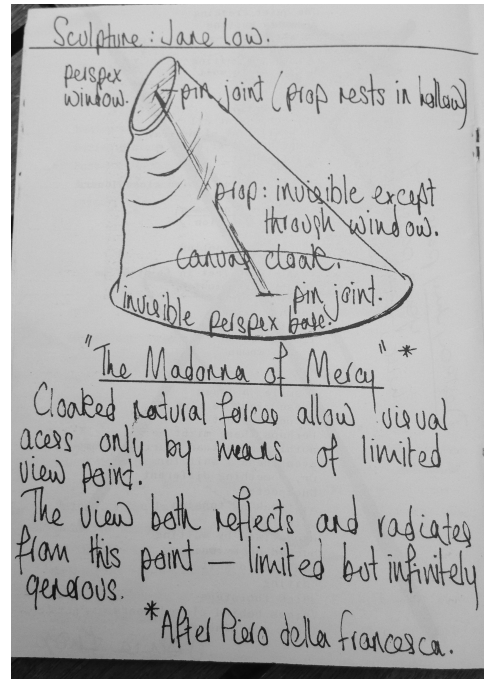 Sculpture: Jane Low.
perspex
window.
pin joint (prop rests in hollow)
prop: invisible except
through window.
canvas cloak.
pin joint.
invisible perspex base.
"The Madonna of Mercy" *
Cloaked natural forces allow visual
acess only by means of limited
view point.
The view both reflects and radiates
from this point — limited but infinitely
generous.
*After Piero della Francesca.